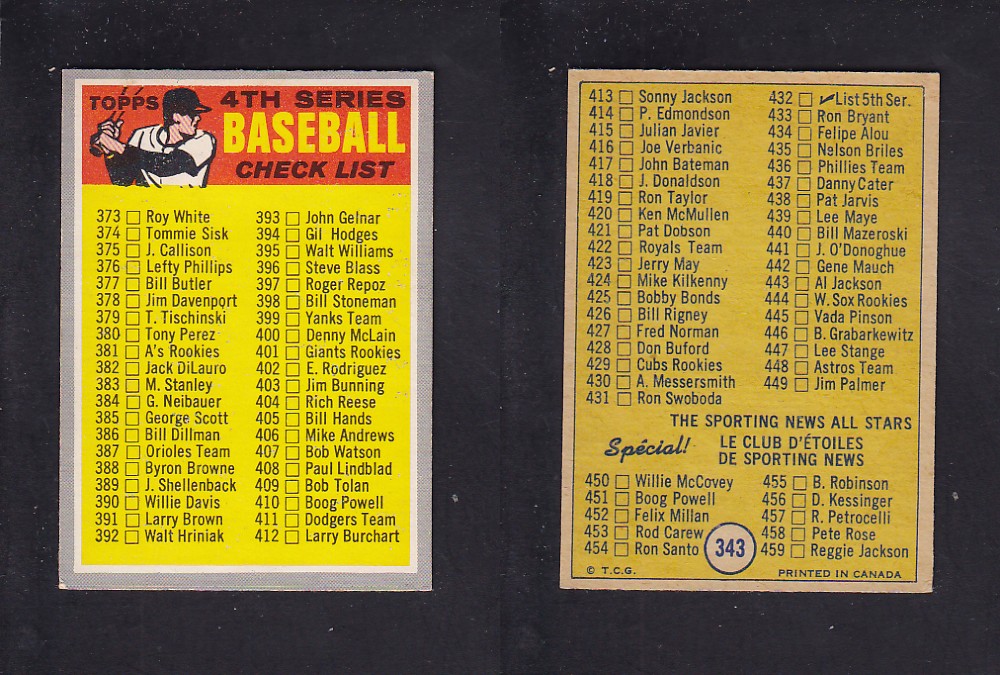 TOPPS
4TH SERIES
BASEBALL
CHECK LIST
373 Roy White
374 Tommie Sisk
375 J. Callison
376 Lefty Phillips
377 Bill Butler
378 Jim Davenport
379 T. Tischinski
380 Tony Perez
381 A's Rookies
382 Jack DiLauro
383 M. Stanley
384 G. Neibauer
385 George Scott
386 Bill Dillman
387 Orioles Team
388 Byron Browne
389 J. Shellenback
390 Willie Davis
391 Larry Brown
392 Walt Hriniak
393 John Gelnar
394 Gil Hodges
395 Walt Williams
396 Steve Blass
397 Roger Repoz
398 Bill Stoneman
399 Yanks Team
400 Denny McLain
401 Giants Rookies
402 E. Rodriguez
403 Jim Bunning
404 Rich Reese
405 Bill Hands
406 Mike Andrews
407 Bob Watson
408 Paul Lindblad
409 Bob Tolan
410 Boog Powell
411 Dodgers Team
412 Larry Burchart
413 Sonny Jackson
414 P. Edmondson
415 Julian Javier
416 Joe Verbanic
417 John Bateman
418 J. Donaldson
419 Ron Taylor
420 Ken McMullen
421 Pat Dobson
422 Royals Team
423 Jerry May
424 Mike Kilkenny
425 Bobby Bonds
426 Bill Rigney
427 Fred Norman
428 Don Buford
429 Cubs Rookies
430 A. Messersmith
431 Ron Swoboda
432 ✓List 5th Ser.
433 Ron Bryant
434 Felipe Alou
435 Nelson Briles
436 Phillies Team
437 Danny Cater
438 Pat Jarvis
439 Lee Maye
440 Bill Mazeroski
441 J. O'Donoghue
442 Gene Mauch
443 Al Jackson
444 W. Sox Rookies
445 Vada Pinson
446 B. Grabarkewitz
447 Lee Stange
448 Astros Team
449 Jim Palmer
THE SPORTING NEWS ALL STARS
Spécial!
LE CLUB D'ÉTOILES
DE SPORTING NEWS
450 Willie McCovey
451 Boog Powell
452 Felix Millan
453 Rod Carew
454 Ron Santo
455 B. Robinson
456 D. Kessinger
457 R. Petrocelli
458 Pete Rose
459 Reggie Jackson
343
© T.C.G.
PRINTED IN CANADA